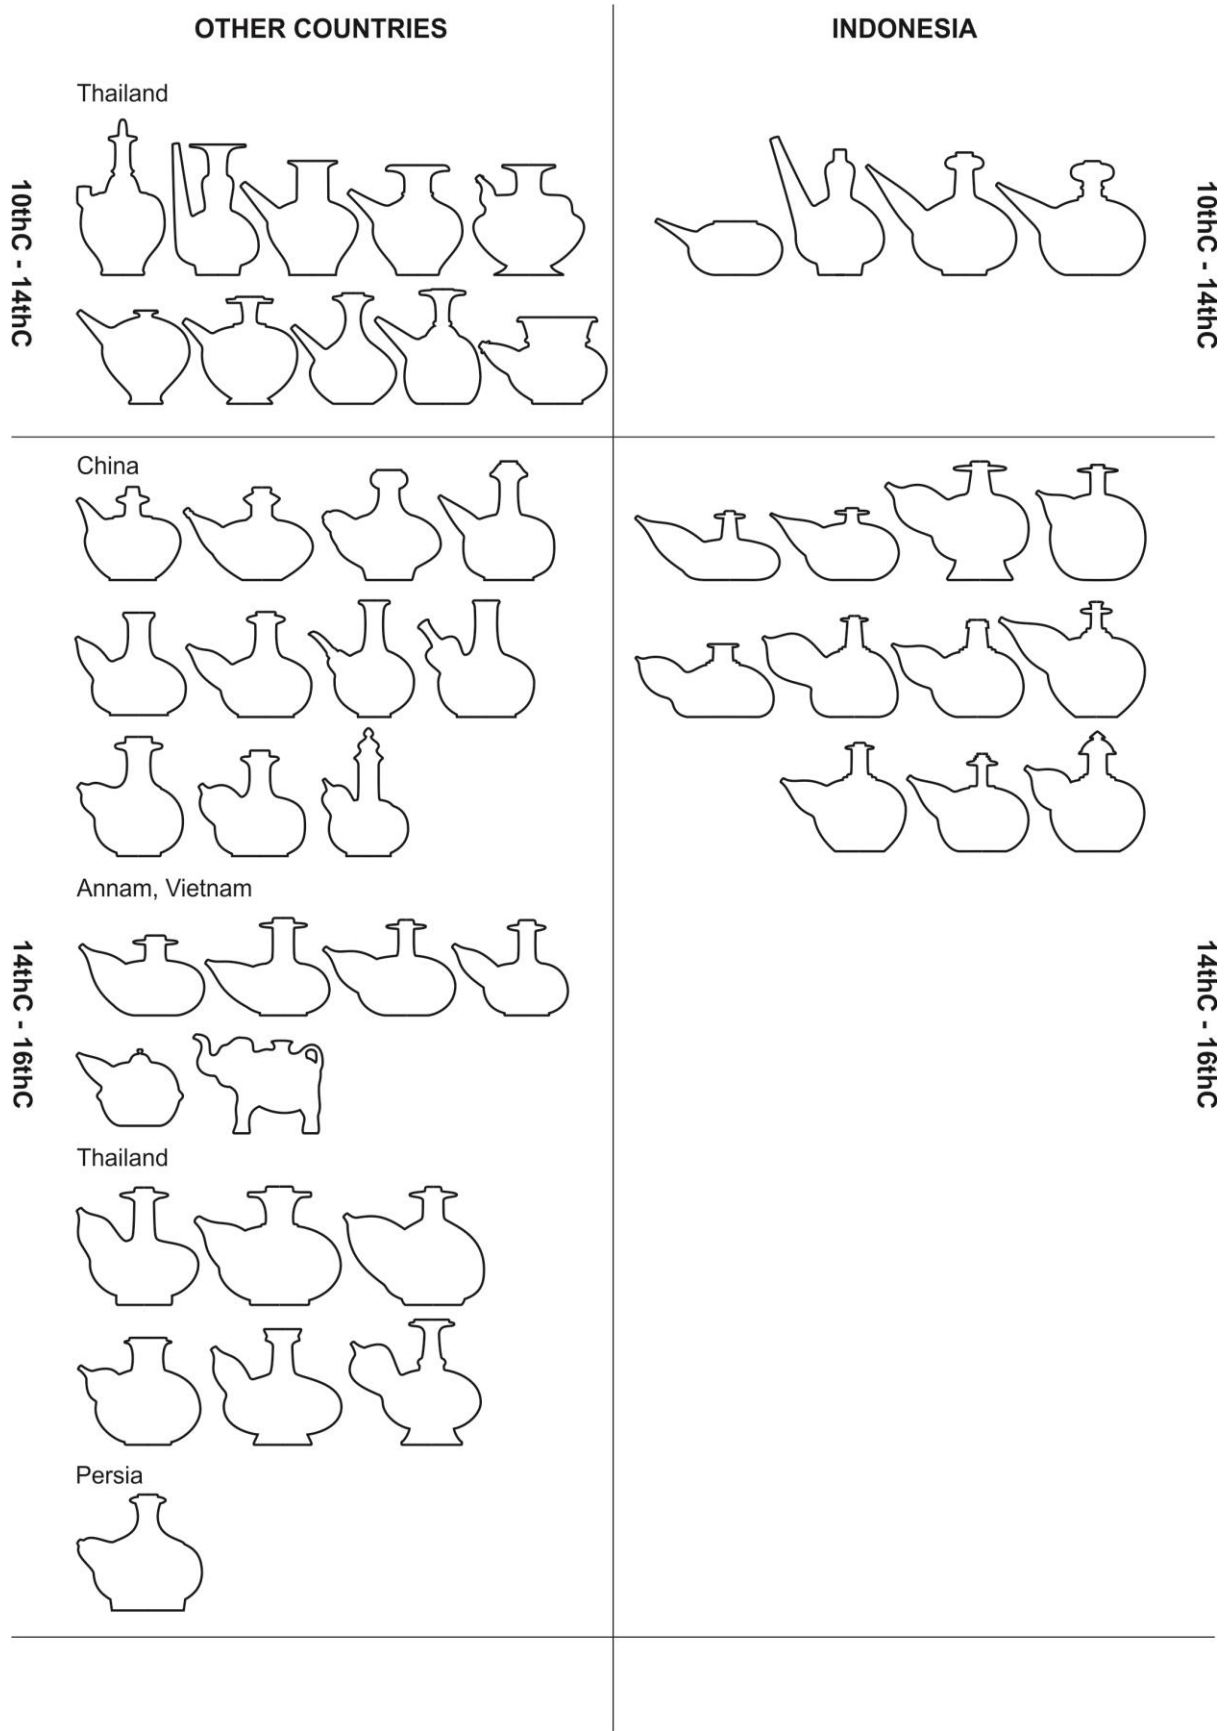 OTHER COUNTRIES
INDONESIA
Thailand
10thC - 14thC
10thC - 14thC
China
Annam, Vietnam
14thC - 16thC
14thC - 16thC
Thailand
Persia